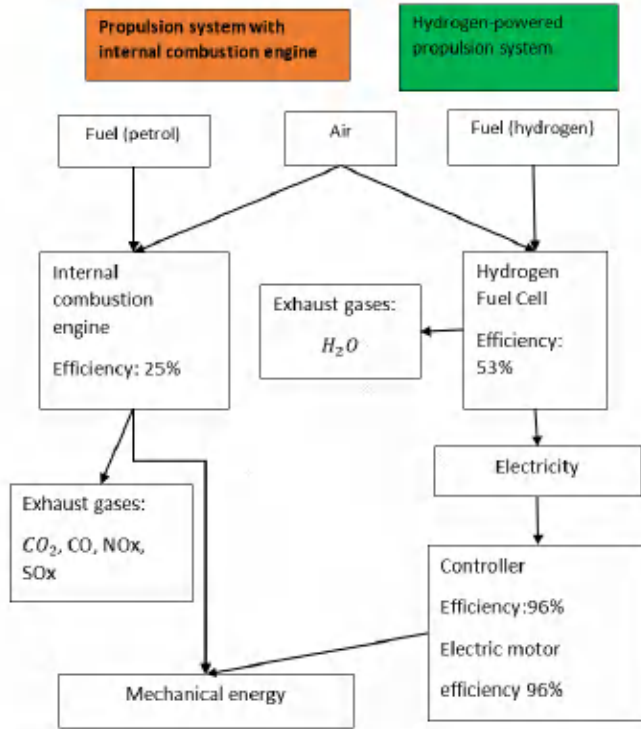 Propulsion system with
internal combustion engine
Hydrogen-powered
propulsion system
Fuel (petrol)
Air
Fuel (hydrogen)
Internal
combustion
engine
Efficiency: 25%
Exhaust gases:
H₂O
Hydrogen
Fuel Cell
Efficiency:
53%
Electricity
Exhaust gases:
CO₂, CO, NOx,
SOx
Controller
Efficiency:96%
Electric motor
efficiency 96%
Mechanical energy